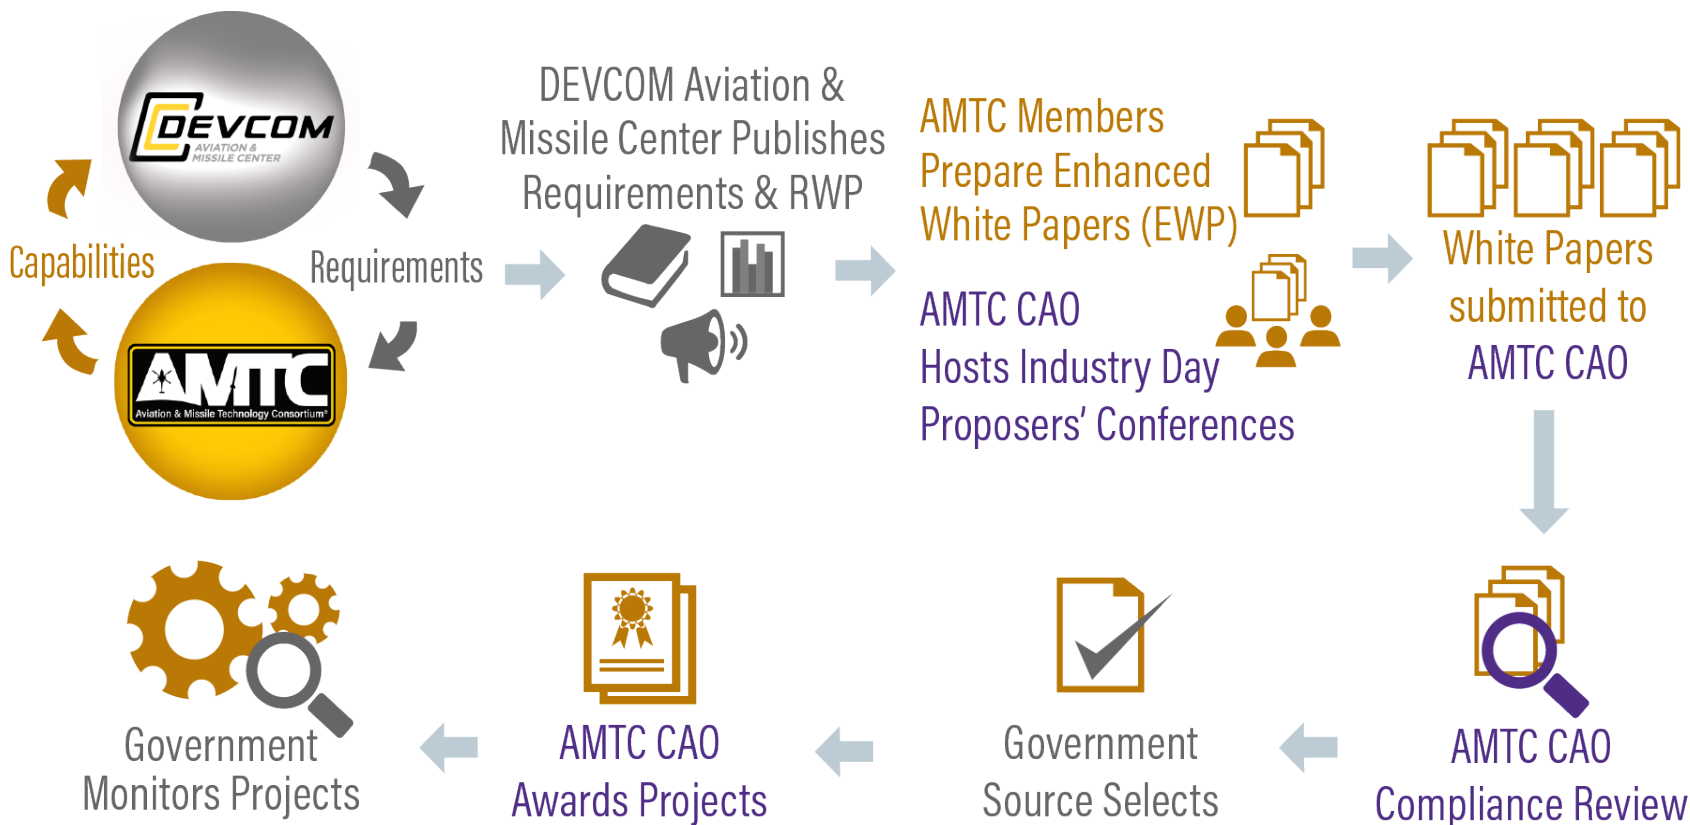 DEVCOM
AVIATION &
MISSILE CENTER
Capabilities
Requirements
AMTC
Aviation & Missile Technology Consortium®
DEVCOM Aviation &
Missile Center Publishes
Requirements & RWP
AMTC Members
Prepare Enhanced
White Papers (EWP)
AMTC CAO
Hosts Industry Day
Proposers’ Conferences
White Papers
submitted to
AMTC CAO
AMTC CAO
Compliance Review
Government
Source Selects
AMTC CAO
Awards Projects
Government
Monitors Projects